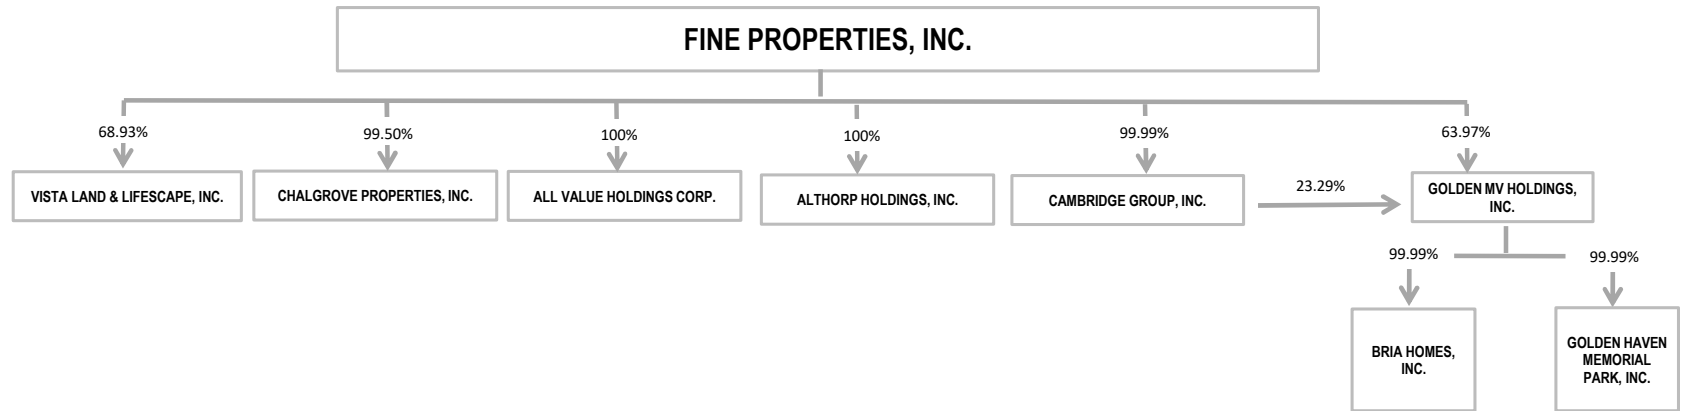 FINE PROPERTIES, INC.
68.93%
99.50%
100%
100%
99.99%
63.97%
VISTA LAND & LIFESCAPE, INC.
CHALGROVE PROPERTIES, INC.
ALL VALUE HOLDINGS CORP.
ALTHORP HOLDINGS, INC.
CAMBRIDGE GROUP, INC.
23.29%
GOLDEN MV HOLDINGS,
INC.
99.99%
99.99%
BRIA HOMES,
INC.
GOLDEN HAVEN
MEMORIAL
PARK, INC.